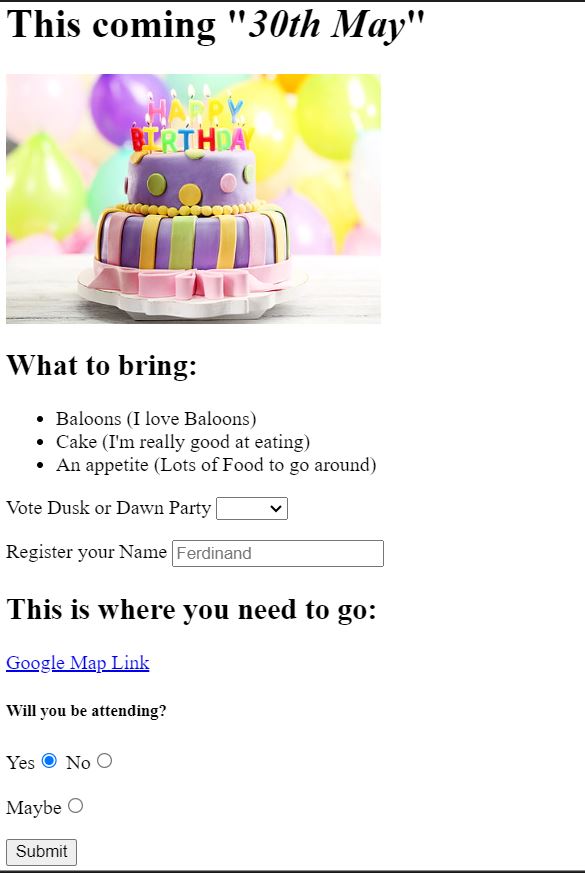 This coming "30th May"
HAPPY
BIRTHDAY
What to bring:
Baloons (I love Baloons)
Cake (I'm really good at eating)
An appetite (Lots of Food to go around)
Vote Dusk or Dawn Party
Register your Name Ferdinand
This is where you need to go:
Google Map Link
Will you be attending?
Yes No
Maybe
Submit